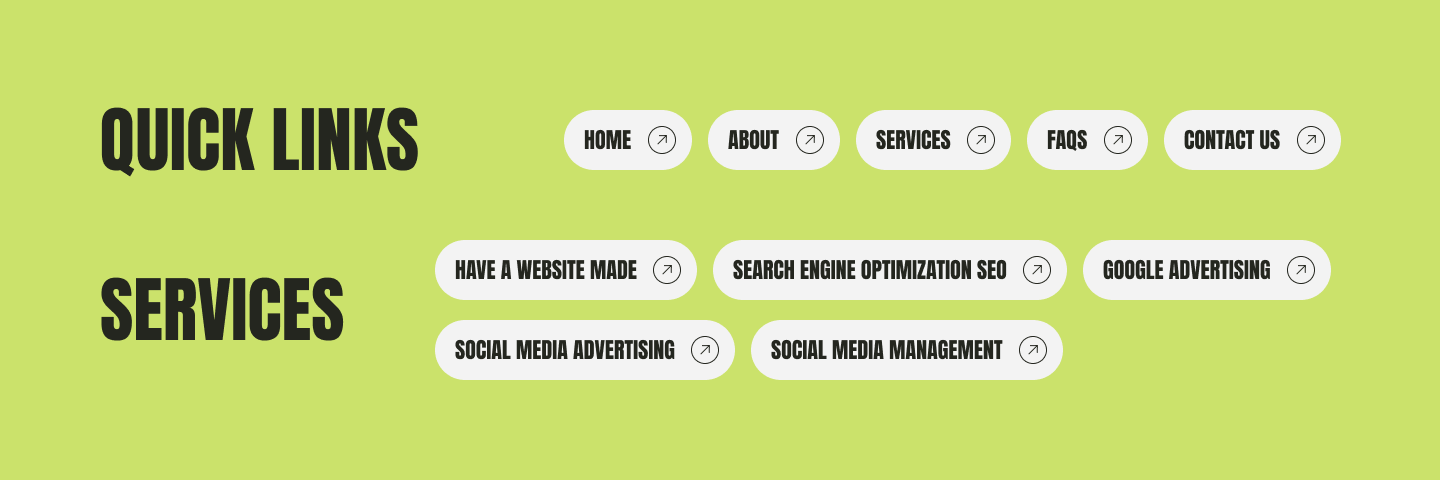 QUICK LINKS
HOME
ABOUT
SERVICES
FAQS
CONTACT US
SERVICES
HAVE A WEBSITE MADE
SEARCH ENGINE OPTIMIZATION SEO
GOOGLE ADVERTISING
SOCIAL MEDIA ADVERTISING
SOCIAL MEDIA MANAGEMENT